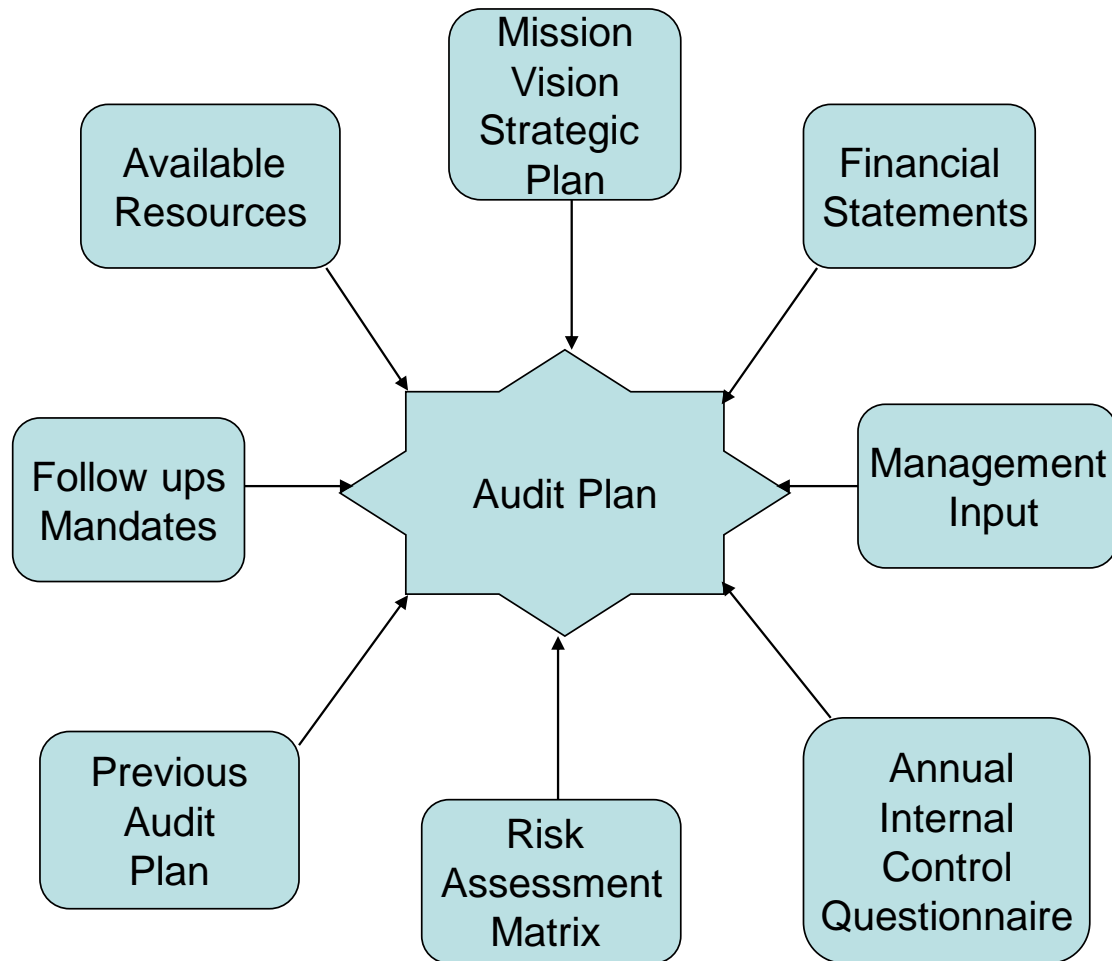 Mission
Vision
Strategic
Plan
Available
Resources
Financial
Statements
Follow ups
Mandates
Audit Plan
Management
Input
Previous
Audit
Plan
Risk
Assessment
Matrix
Annual
Internal
Control
Questionnaire